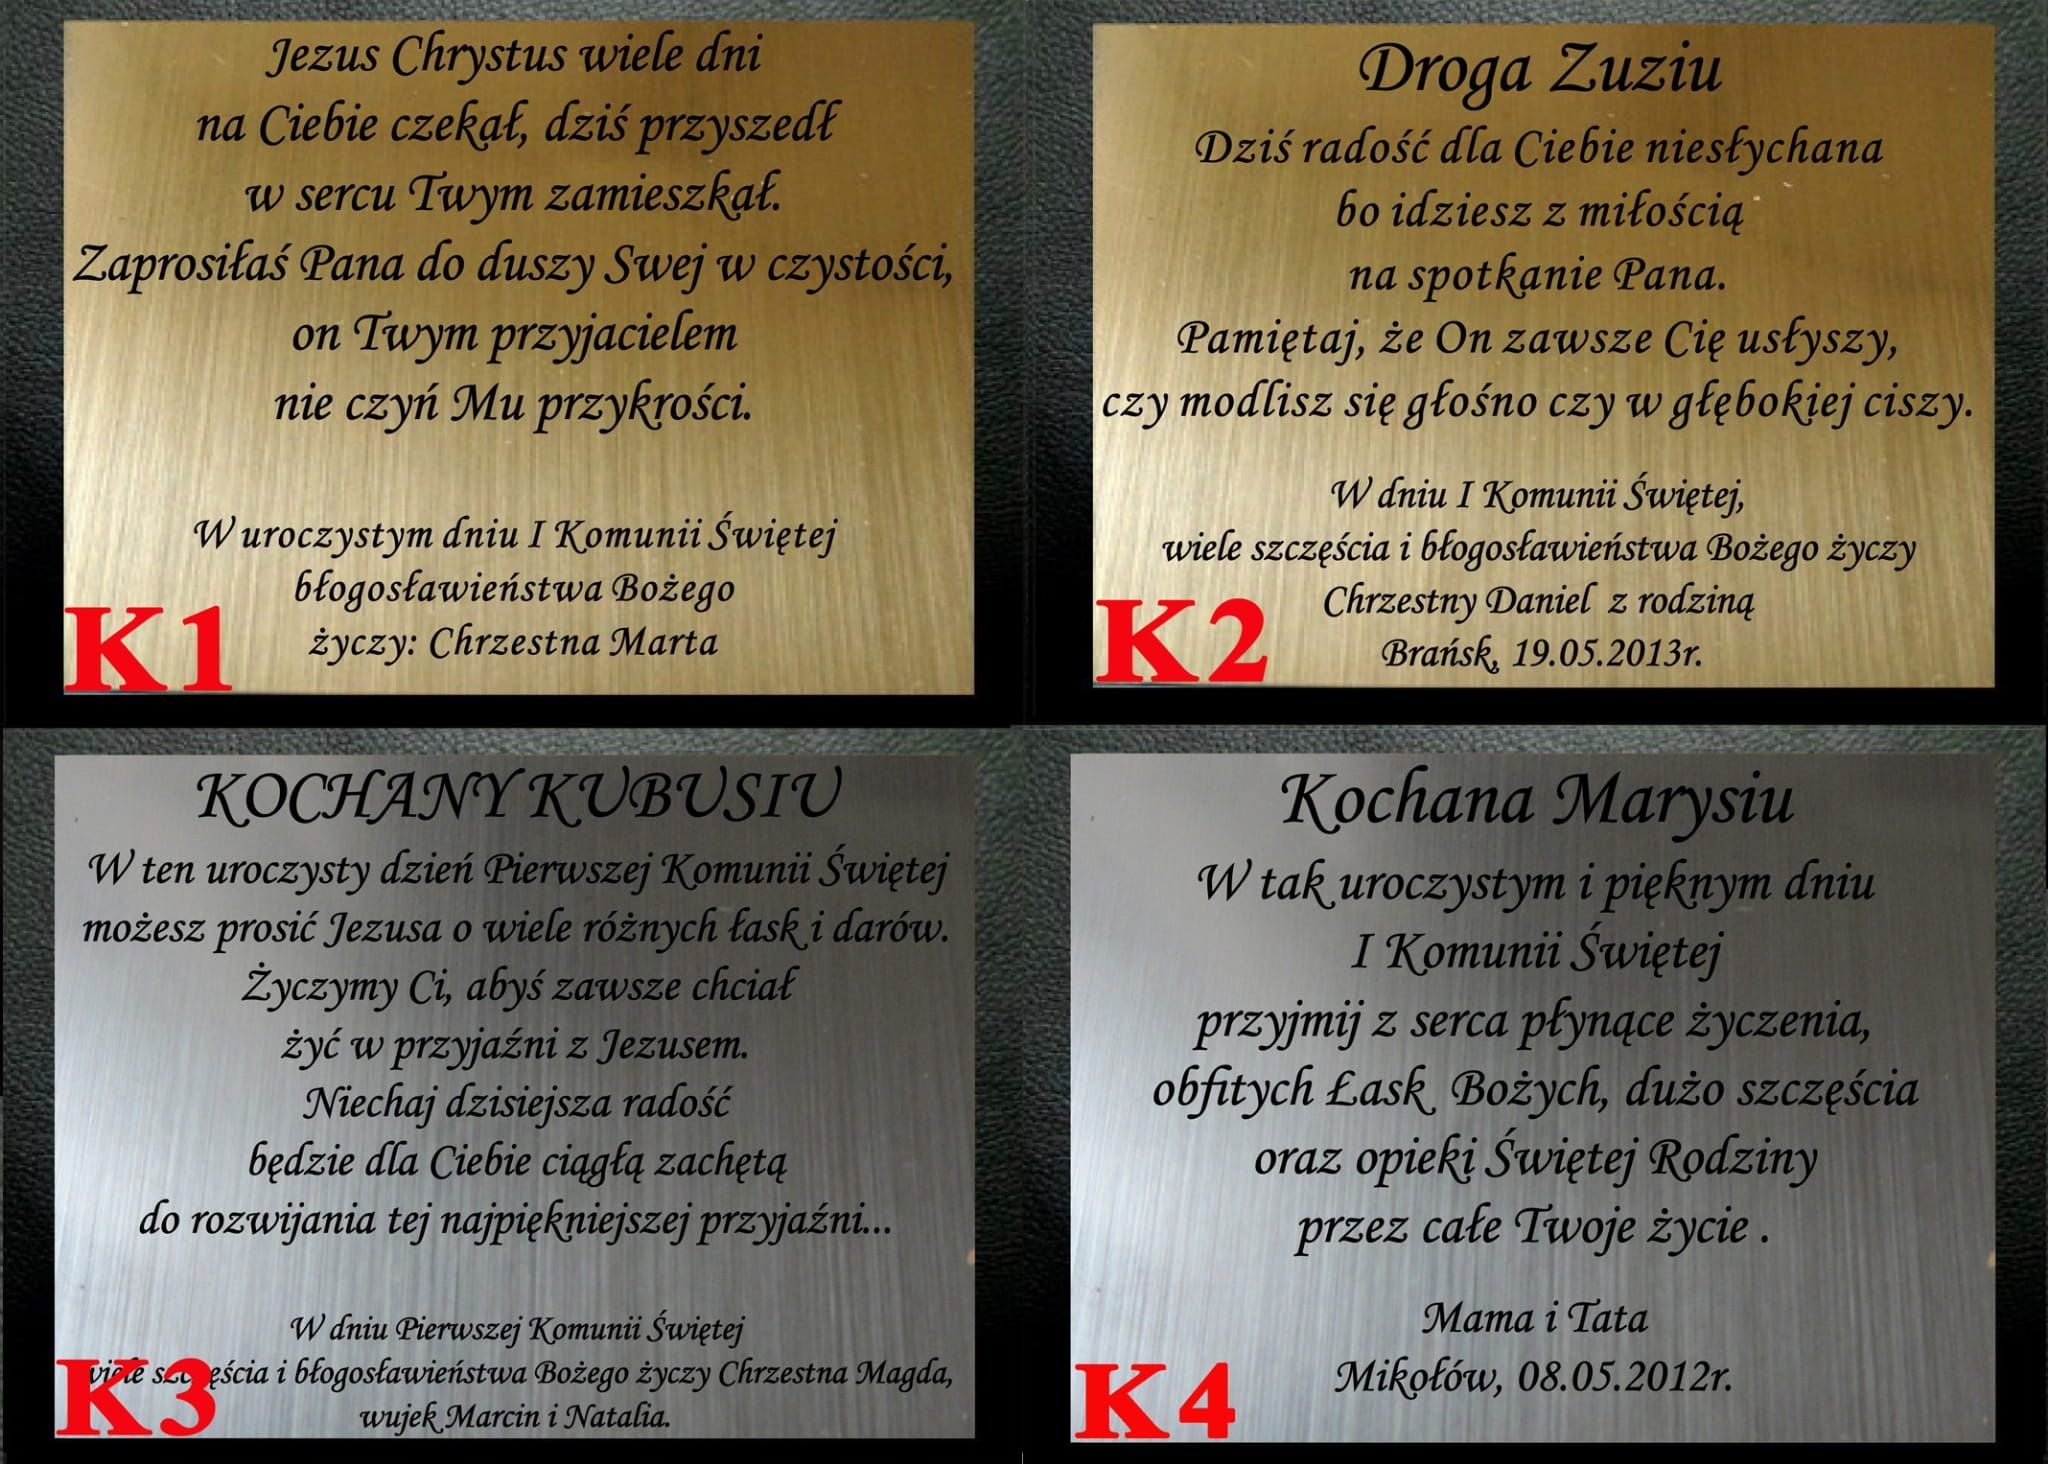 Jezus Chrystus wiele dni
na Ciebie czekał, dziś przyszedł
w sercu Twym zamieszkał.
Zaprosiłaś Pana do duszy Swej w czystości,
on Twym przyjacielem
nie czyń Mu przykrości.
W uroczystym dniu I Komunii Świętej
błogosławieństwa Bożego
życzy: Chrzestna Marta
K1
Droga Zuziu
Dziś radość dla Ciebie niesłychana
bo idziesz z miłością
na spotkanie Pana.
Pamiętaj, że On zawsze Cię usłyszy,
czy modlisz się głośno czy w głębokiej ciszy.
W dniu I Komunii Świętej,
wiele szczęścia i błogosławieństwa Bożego życzy
Chrzestny Daniel z rodziną
Brańsk, 19.05.2013r.
K2
KOCHANY KUBUSIU
W ten uroczysty dzień Pierwszej Komunii Świętej
możesz prosić Jezusa o wiele różnych łask i darów.
Życzymy Ci, abyś zawsze chciał
żyć w przyjaźni z Jezusem.
Niechaj dzisiejsza radość
będzie dla Ciebie ciągłą zachętą
do rozwijania tej najpiękniejszej przyjaźni...
W dniu Pierwszej Komunii Świętej
wiele szczęścia i błogosławieństwa Bożego życzy Chrzestna Magda,
wujek Marcin i Natalia.
K3
Kochana Marysiu
W tak uroczystym i pięknym dniu
I Komunii Świętej
przyjmij z serca płynące życzenia,
obfitych Łask Bożych, dużo szczęścia
oraz opieki Świętej Rodziny
przez całe Twoje życie .
Mama i Tata
Mikołów, 08.05.2012r.
K4